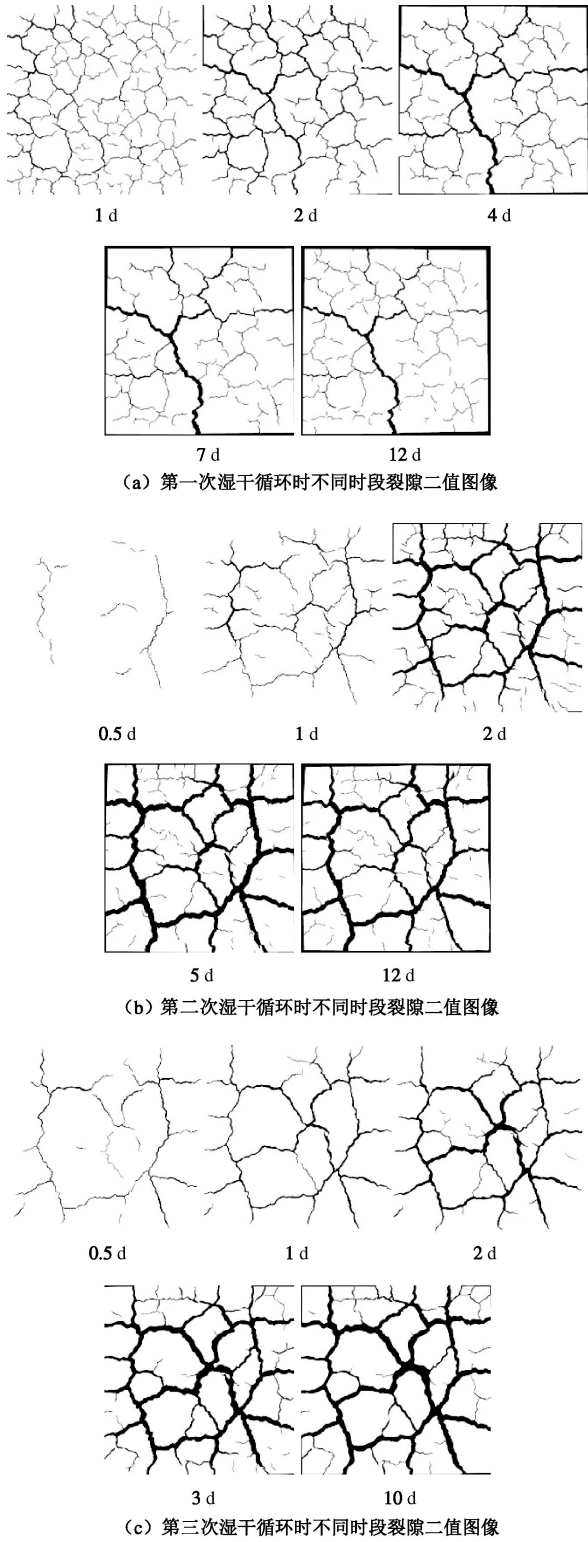 1 d 2 d 4 d
7 d 12 d
（a）第一次湿干循环时不同时段裂隙二值图像
0.5 d 1 d 2 d
5 d 12 d
（b）第二次湿干循环时不同时段裂隙二值图像
0.5 d 1 d 2 d
3 d 10 d
（c）第三次湿干循环时不同时段裂隙二值图像